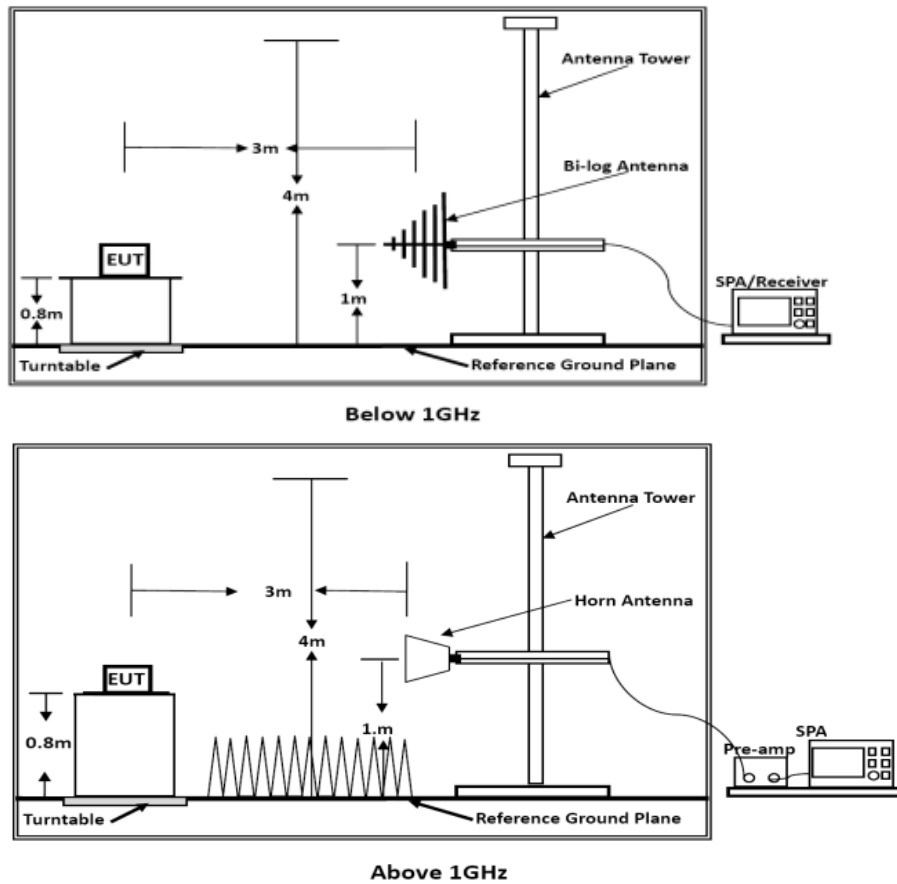 Antenna Tower
3m
Bi-log Antenna
4m
EUT
1m
SPA/Receiver
0.8m
Turntable
Reference Ground Plane
Below 1GHz
Antenna Tower
3m
Horn Antenna
4m
EUT
1.m
0.8m
SPA
Pre-amp
Turntable
Reference Ground Plane
Above 1GHz